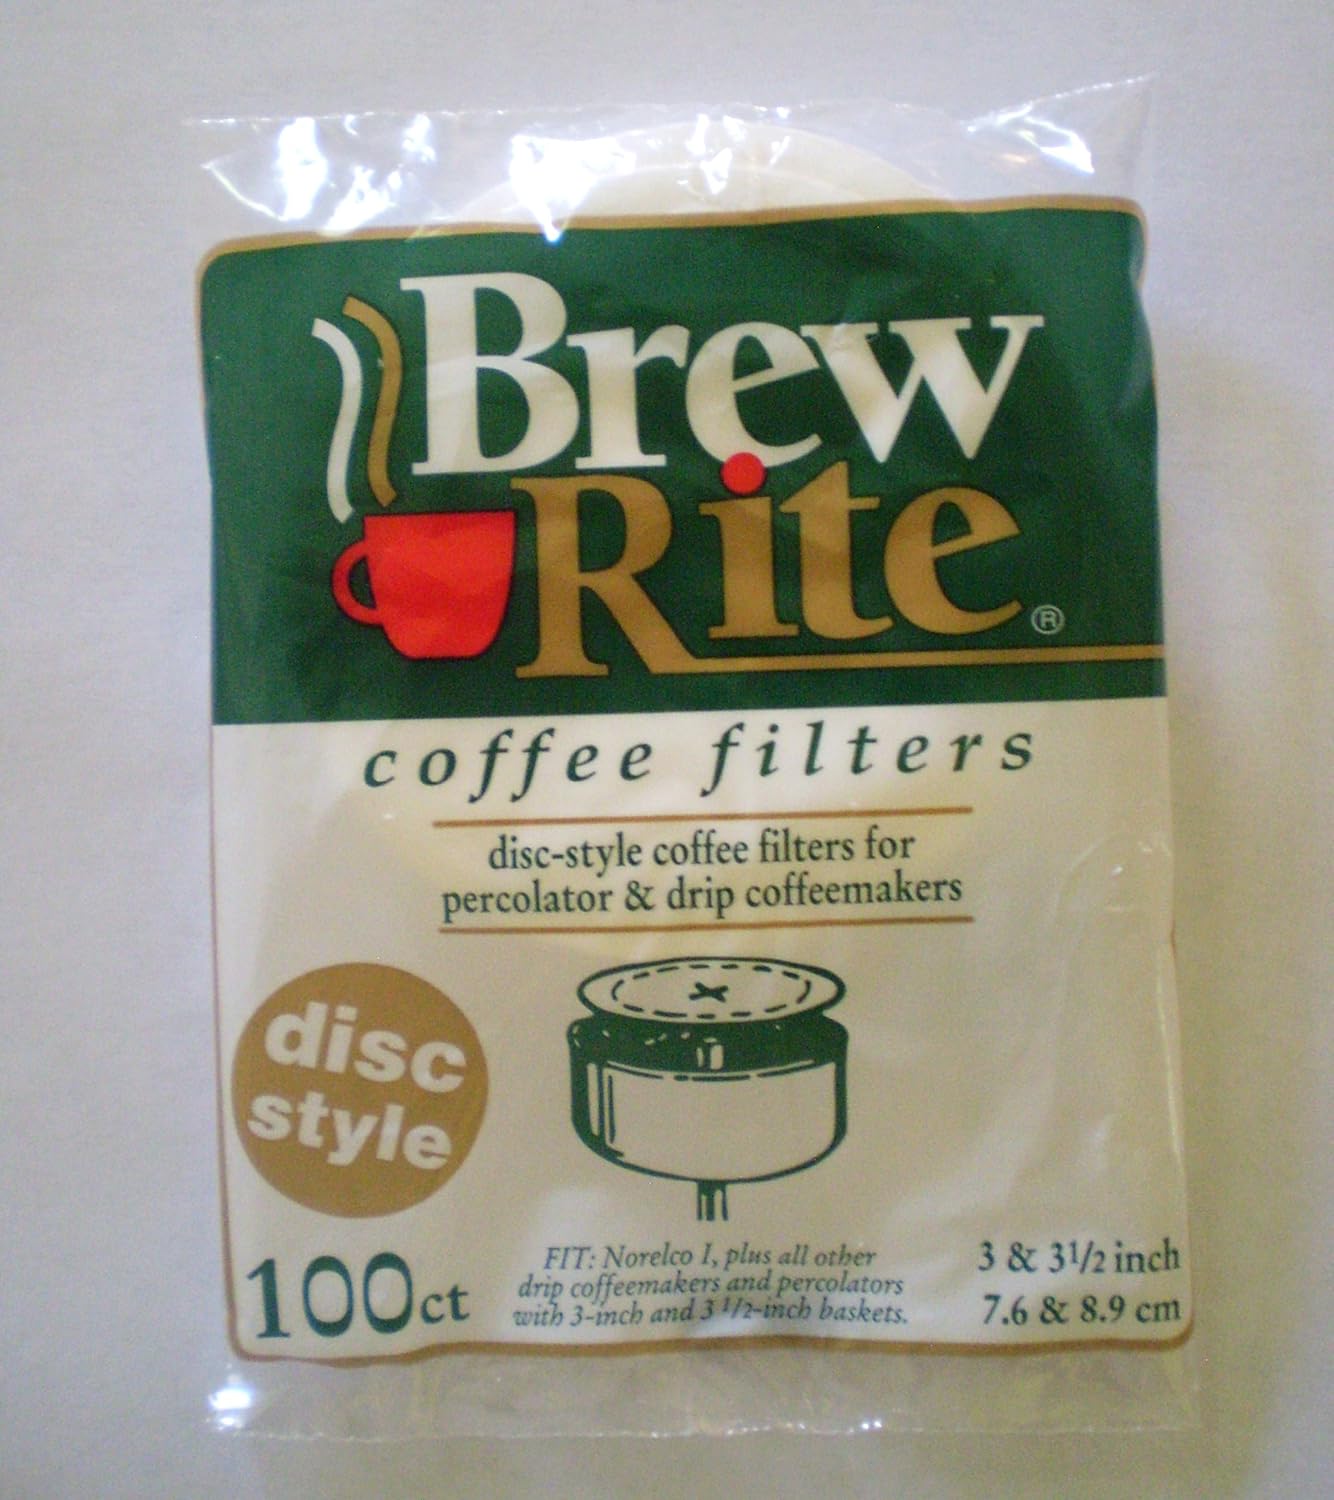 Brew
Rite®
coffee filters
disc-style coffee filters for
percolator & drip coffeemakers
disc
style
100ct
FIT: Norelco I, plus all other
drip coffeemakers and percolators
with 3-inch and 3 1/2-inch baskets.
3 & 3 1/2 inch
7.6 & 8.9 cm